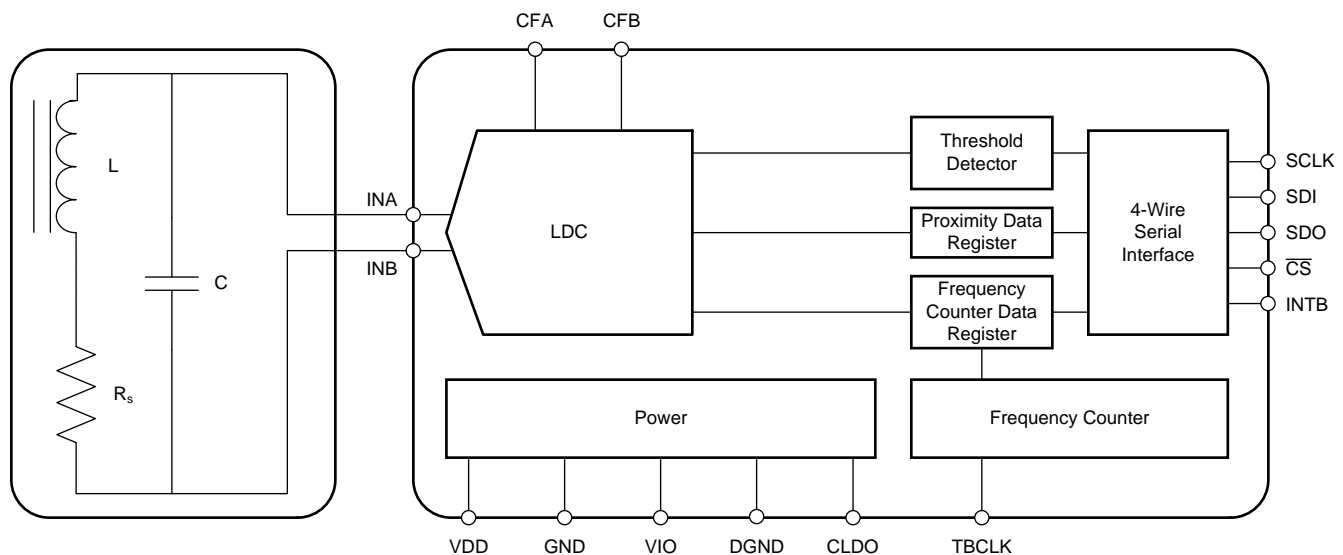 CFA CFB
L
C
Rₛ
INA
INB
LDC
Threshold
Detector
Proximity Data
Register
Frequency
Counter Data
Register
4-Wire
Serial
Interface
SCLK
SDI
SDO
C̅S̅
INTB
Power
Frequency Counter
VDD GND VIO DGND CLDO TBCLK